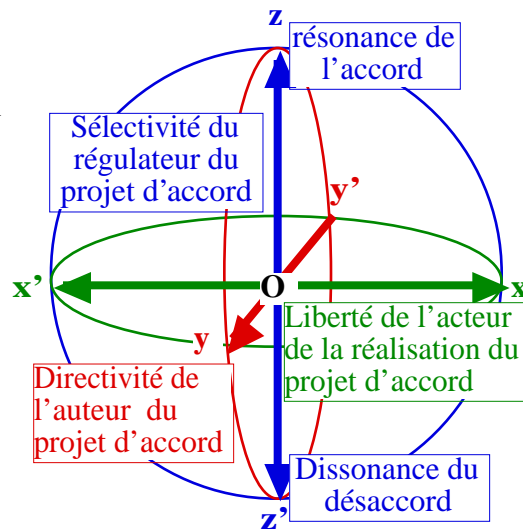 z
résonance de
l’accord
Sélectivité du
régulateur du
projet d’accord
y’
x’
O
x
y
Liberté de l’acteur
de la réalisation du
projet d’accord
Directivité de
l’auteur du
projet d’accord
Dissonance du
désaccord
z’